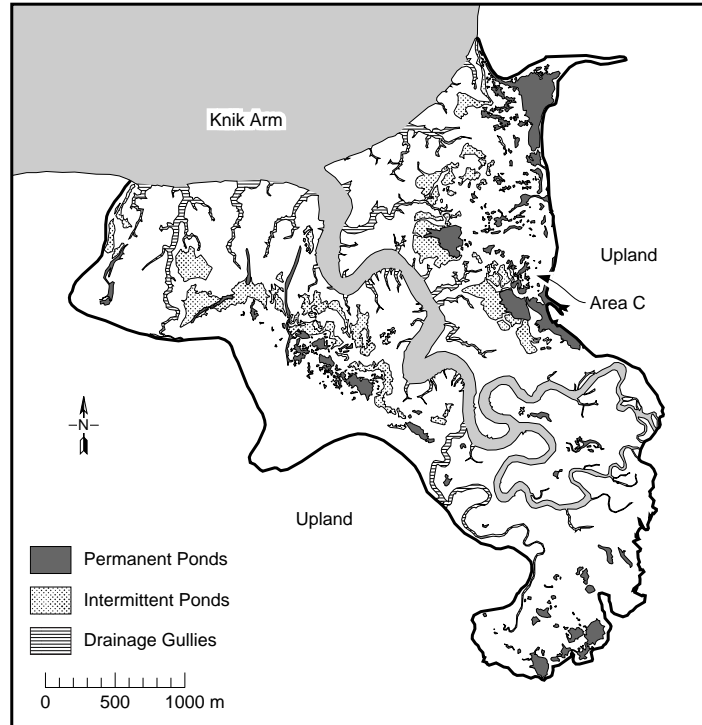 Knik Arm
Upland
Area C
-N-
Upland
Permanent Ponds
Intermittent Ponds
Drainage Gullies
0 500 1000 m